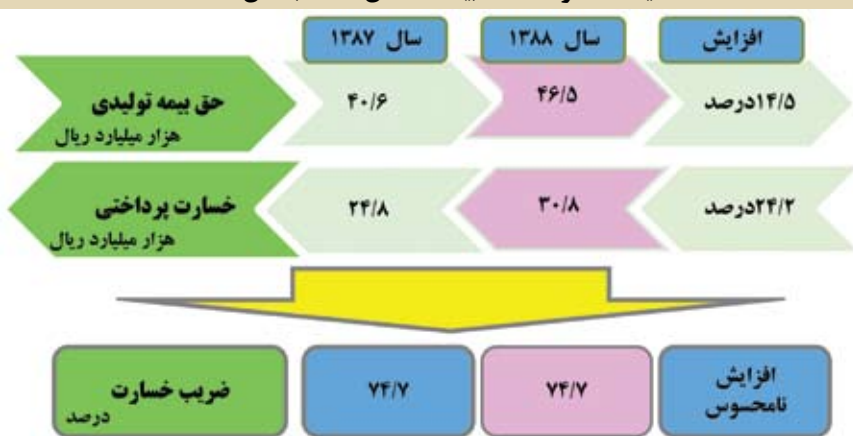 سال ۱۳۸۷
سال ۱۳۸۸
افزایش
حق بیمه تولیدی
هزار میلیارد ریال
۴۰/۶
۴۶/۵
۱۴/۵درصد
خسارت پرداختی
هزار میلیارد ریال
۲۴/۸
۳۰/۸
۲۴/۲درصد
ضریب خسارت
درصد
۷۴/۷
۷۴/۷
افزایش
نامحسوس